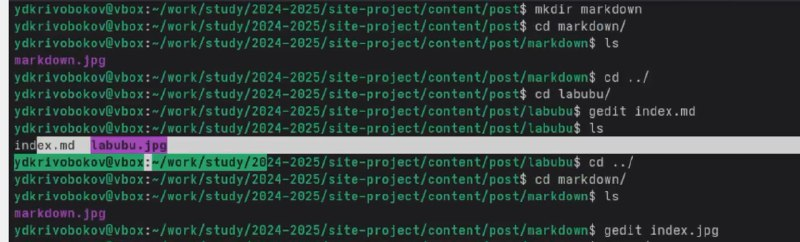 ydkrivobokov@vbox:~/work/study/2024-2025/site-project/content/post$ mkdir markdown
ydkrivobokov@vbox:~/work/study/2024-2025/site-project/content/post$ cd markdown/
ydkrivobokov@vbox:~/work/study/2024-2025/site-project/content/post/markdown$ ls
markdown.jpg
ydkrivobokov@vbox:~/work/study/2024-2025/site-project/content/post/markdown$ cd ../
ydkrivobokov@vbox:~/work/study/2024-2025/site-project/content/post$ cd labubu/
ydkrivobokov@vbox:~/work/study/2024-2025/site-project/content/post/labubu$ gedit index.md
ydkrivobokov@vbox:~/work/study/2024-2025/site-project/content/post/labubu$ ls
index.md  labubu.jpg
ydkrivobokov@vbox:~/work/study/2024-2025/site-project/content/post/labubu$ cd ../
ydkrivobokov@vbox:~/work/study/2024-2025/site-project/content/post$ cd markdown/
ydkrivobokov@vbox:~/work/study/2024-2025/site-project/content/post/markdown$ ls
markdown.jpg
ydkrivobokov@vbox:~/work/study/2024-2025/site-project/content/post/markdown$ gedit index.jpg